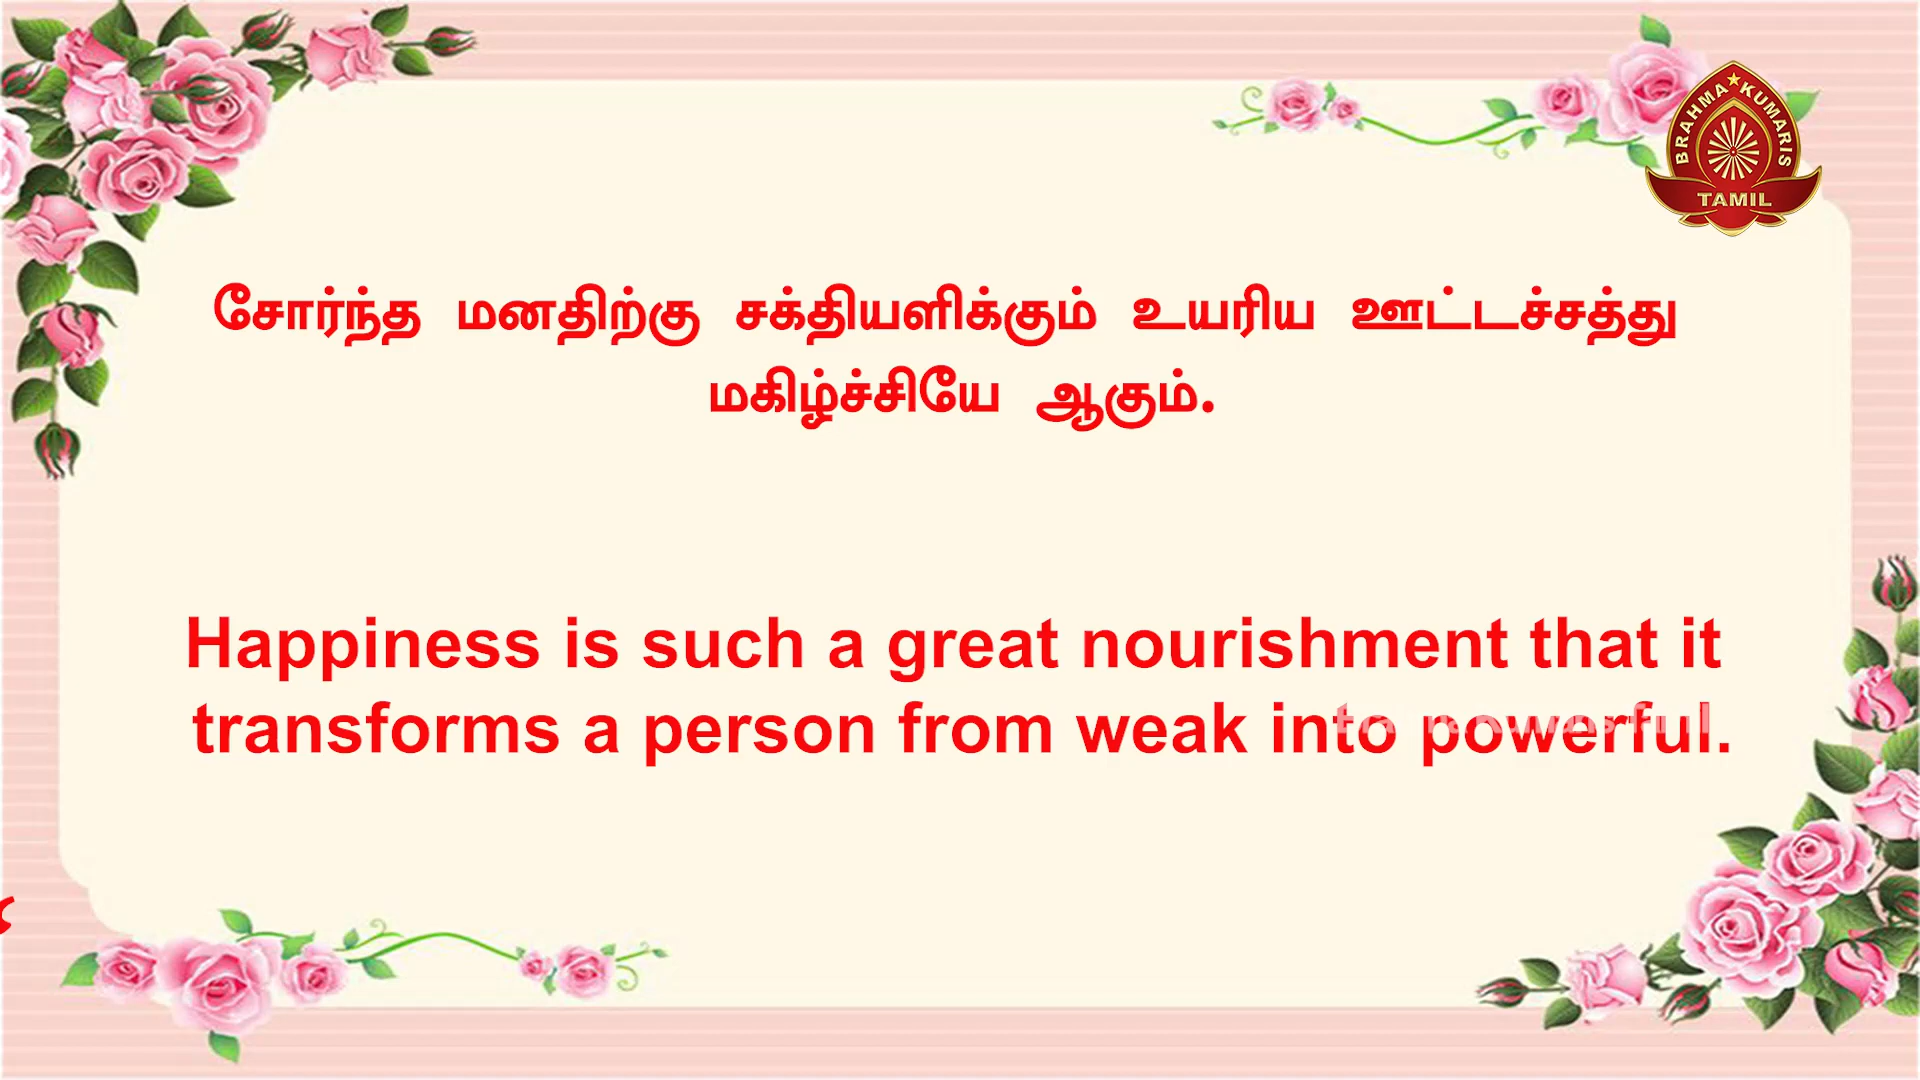 BRAHMA KUMARIS
TAMIL
சோர்ந்த மனதிற்கு சக்தியளிக்கும் உயரிய ஊட்டச்சத்து
மகிழ்ச்சியே ஆகும்.
Happiness is such a great nourishment that it
transforms a person from weak into powerful.